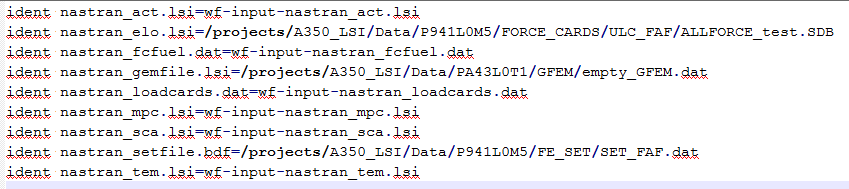 ident nastran_act.lsi=wf-input-nastran_act.lsi
ident nastran_elo.lsi=/projects/A350_LSI/Data/P941L0M5/FORCE_CARDS/ULC_FAF/ALLFORCE_test.SDB
ident nastran_fcfuel.dat=wf-input-nastran_fcfuel.dat
ident nastran_gemfile.lsi=/projects/A350_LSI/Data/PA43L0T1/GFEM/empty_GFEM.dat
ident nastran_loadcards.dat=wf-input-nastran_loadcards.dat
ident nastran_mpc.lsi=wf-input-nastran_mpc.lsi
ident nastran_sca.lsi=wf-input-nastran_sca.lsi
ident nastran_setfile.bdf=/projects/A350_LSI/Data/P941L0M5/FE_SET/SET_FAF.dat
ident nastran_tem.lsi=wf-input-nastran_tem.lsi